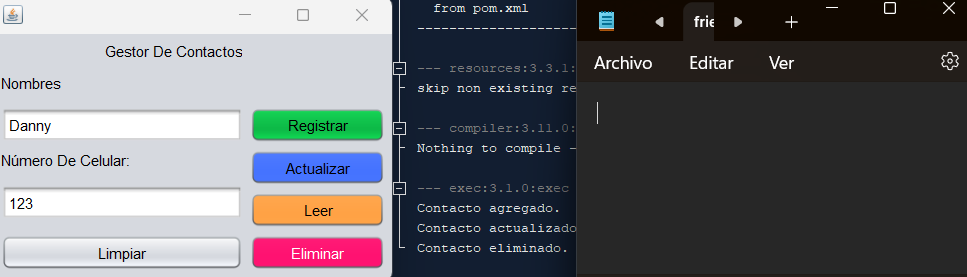 Gestor De Contactos
Nombres
Danny
Registrar
Número De Celular:
Actualizar
123
Leer
Limpiar
Eliminar
from pom.xml
--- resources:3.3.1:
skip non existing re
--- compiler:3.11.0:
Nothing to compile -
--- exec:3.1.0:exec
Contacto agregado.
Contacto actualizado
Contacto eliminado.
frie
Archivo Editar Ver